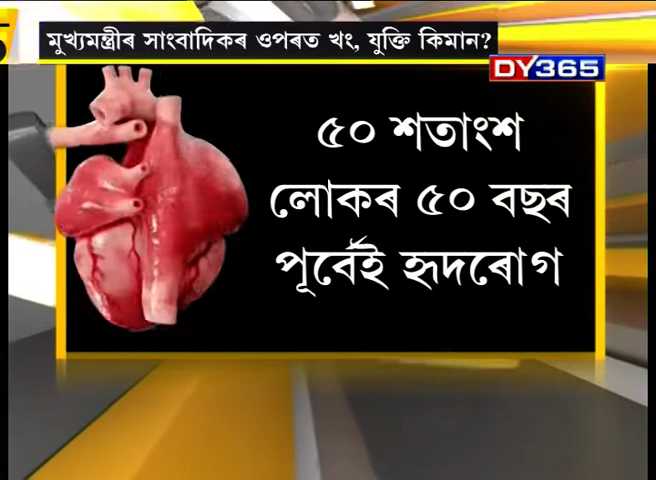 মুখ্যমন্ত্ৰীৰ সাংবাদিকৰ ওপৰত খং, যুক্তি কিমান?
DY365
৫০ শতাংশ
লোকৰ ৫০ বছৰ
পূৰ্বেই হৃদৰোগ